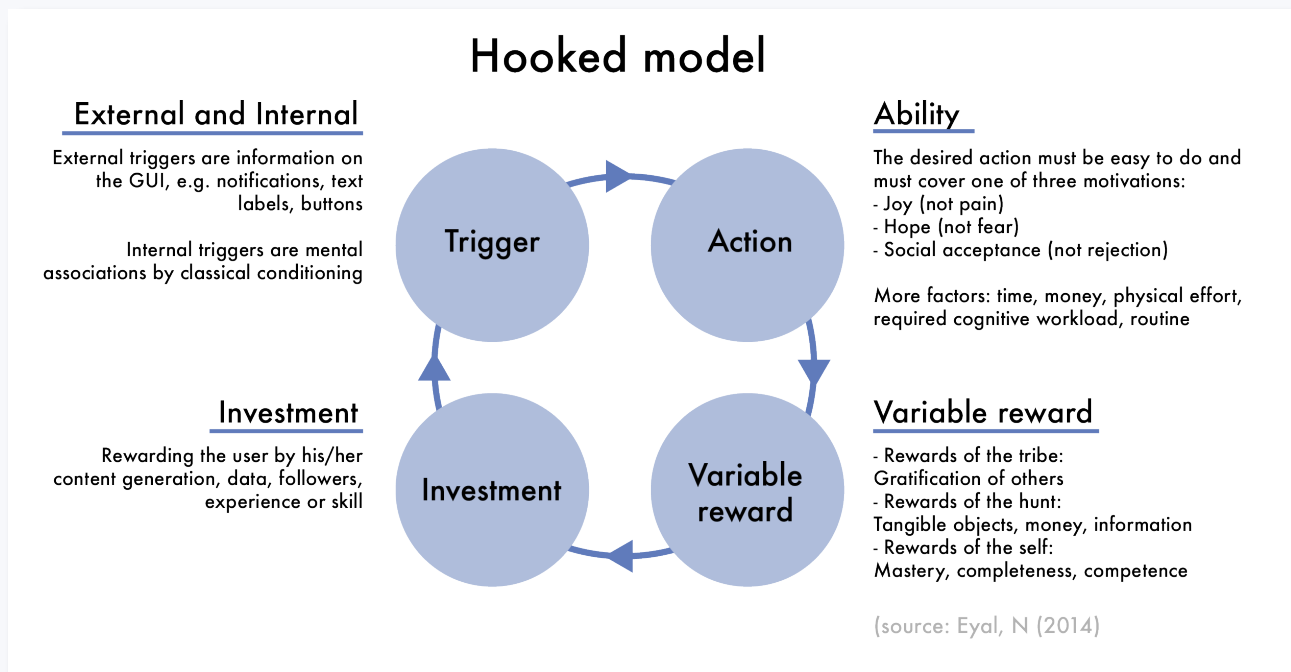 Hooked model
External and Internal
External triggers are information on
the GUI, e.g. notifications, text
labels, buttons
Internal triggers are mental
associations by classical conditioning
Trigger
Action
Ability
The desired action must be easy to do and
must cover one of three motivations:
- Joy (not pain)
- Hope (not fear)
- Social acceptance (not rejection)
More factors: time, money, physical effort,
required cognitive workload, routine
Investment
Rewarding the user by his/her
content generation, data, followers,
experience or skill
Investment
Variable
reward
Variable reward
- Rewards of the tribe:
Gratification of others
- Rewards of the hunt:
Tangible objects, money, information
- Rewards of the self:
Mastery, completeness, competence
(source: Eyal, N (2014)